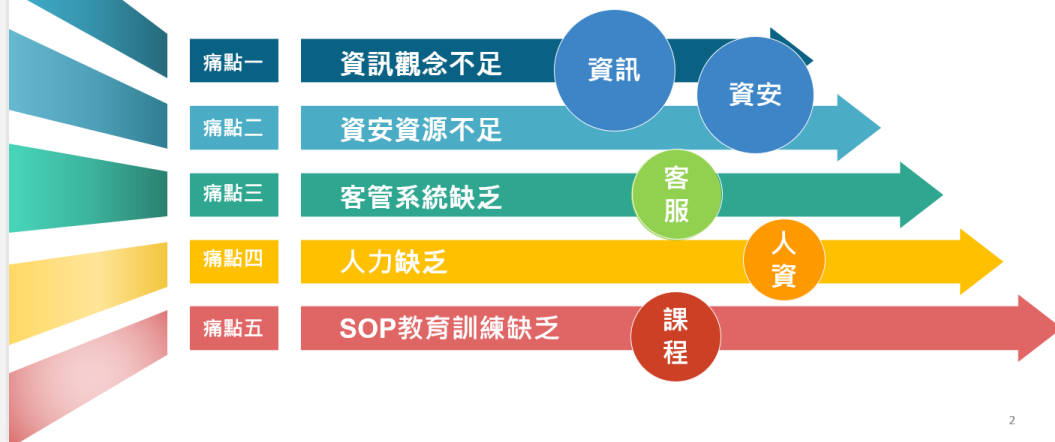 痛點一 資訊觀念不足 資訊
資安
痛點二 資安資源不足
痛點三 客管系統缺乏 客
服
痛點四 人力缺乏 人
資
痛點五 SOP教育訓練缺乏 課
程
2